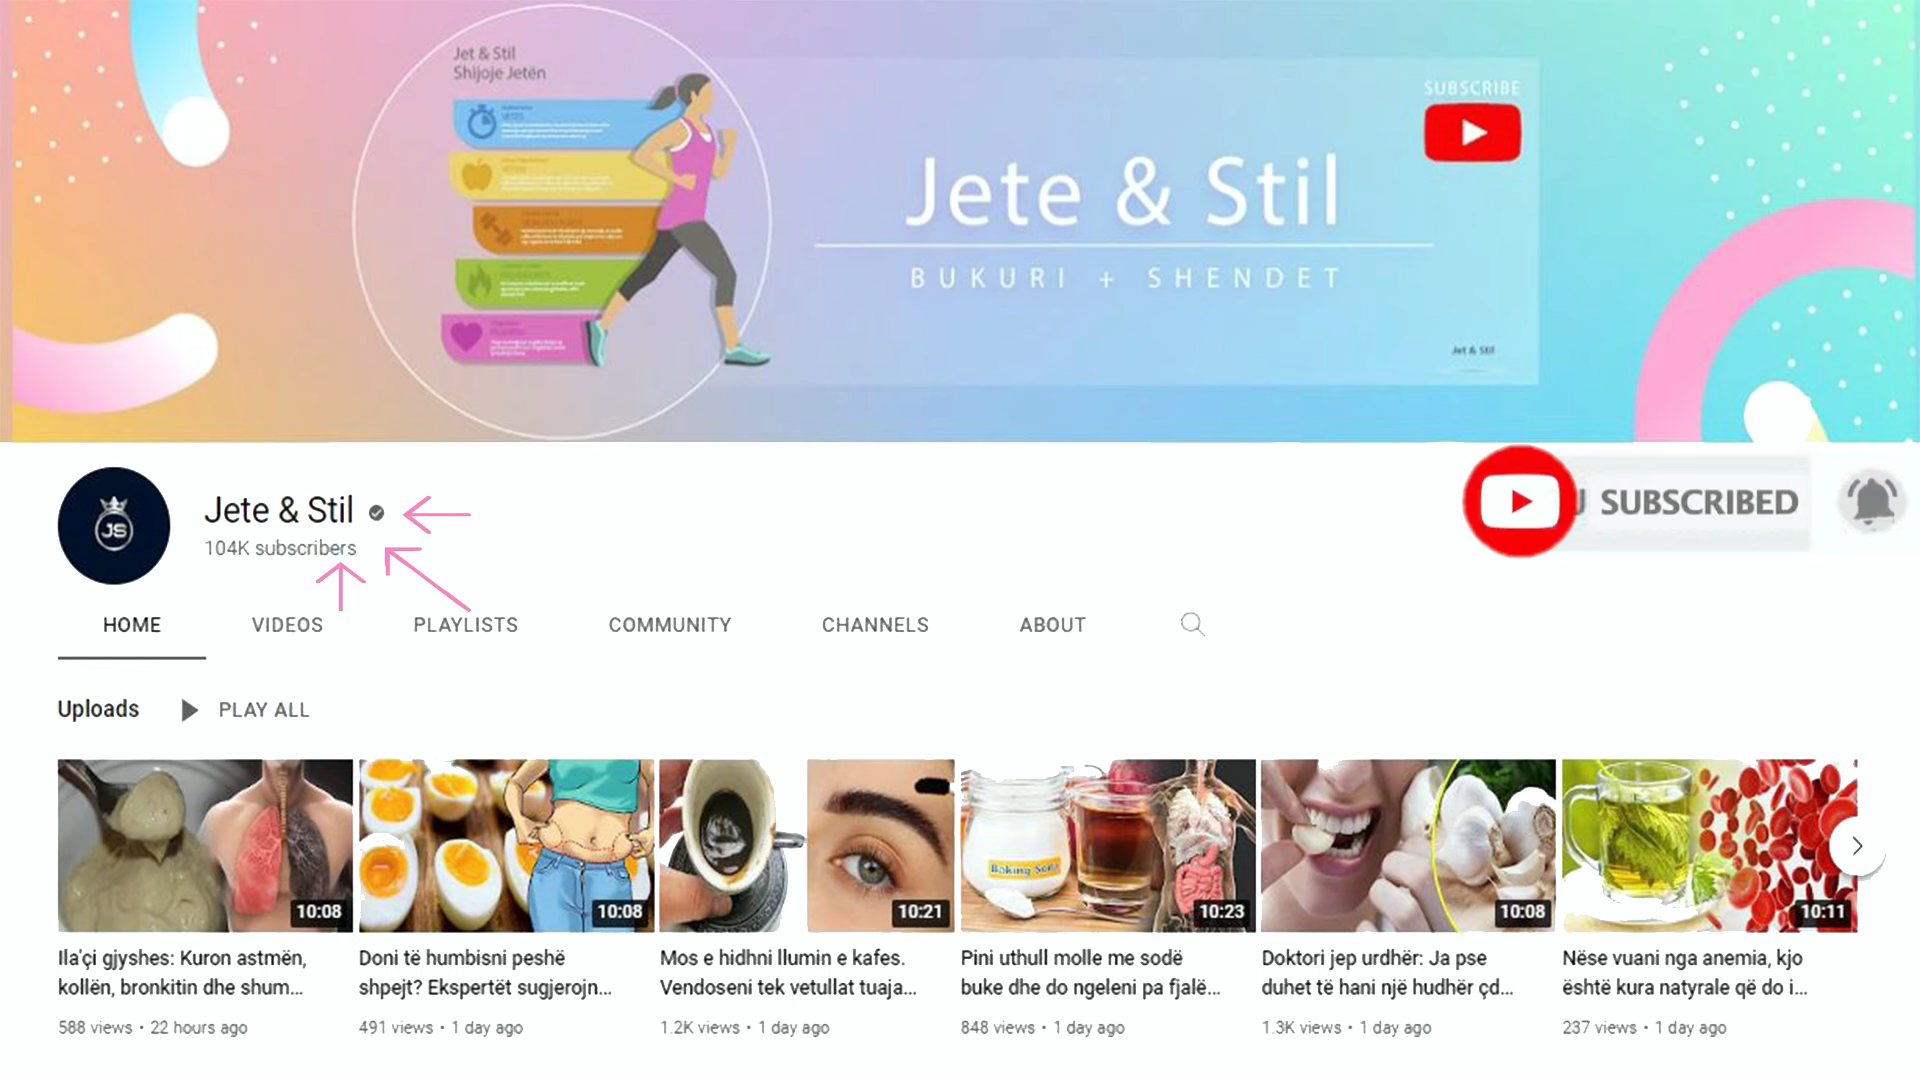 Jet & Stil
Shijoje Jetën
SUBSCRIBE
Jete & Stil
BUKURI + SHENDET
Jet & Stil
JS
Jete & Stil
104K subscribers
SUBSCRIBED
HOME VIDEOS PLAYLISTS COMMUNITY CHANNELS ABOUT
Uploads PLAY ALL
Baking Soda
10:08 10:08 10:21 10:23 10:08 10:11
Ila'çi gjyshes: Kuron astmën,
kollën, bronkitin dhe shum...
588 views • 22 hours ago
Doni të humbisni peshë
shpejt? Ekspertët sugjerojn...
491 views • 1 day ago
Mos e hidhni llumin e kafes.
Vendoseni tek vetullat tuaja...
1.2K views • 1 day ago
Pini uthull molle me sodë
buke dhe do ngeleni pa fjalë...
848 views • 1 day ago
Doktori jep urdhër: Ja pse
duhet të hani një hudhër çd...
1.3K views • 1 day ago
Nëse vuani nga anemia, kjo
është kura natyrale që do i...
237 views • 1 day ago